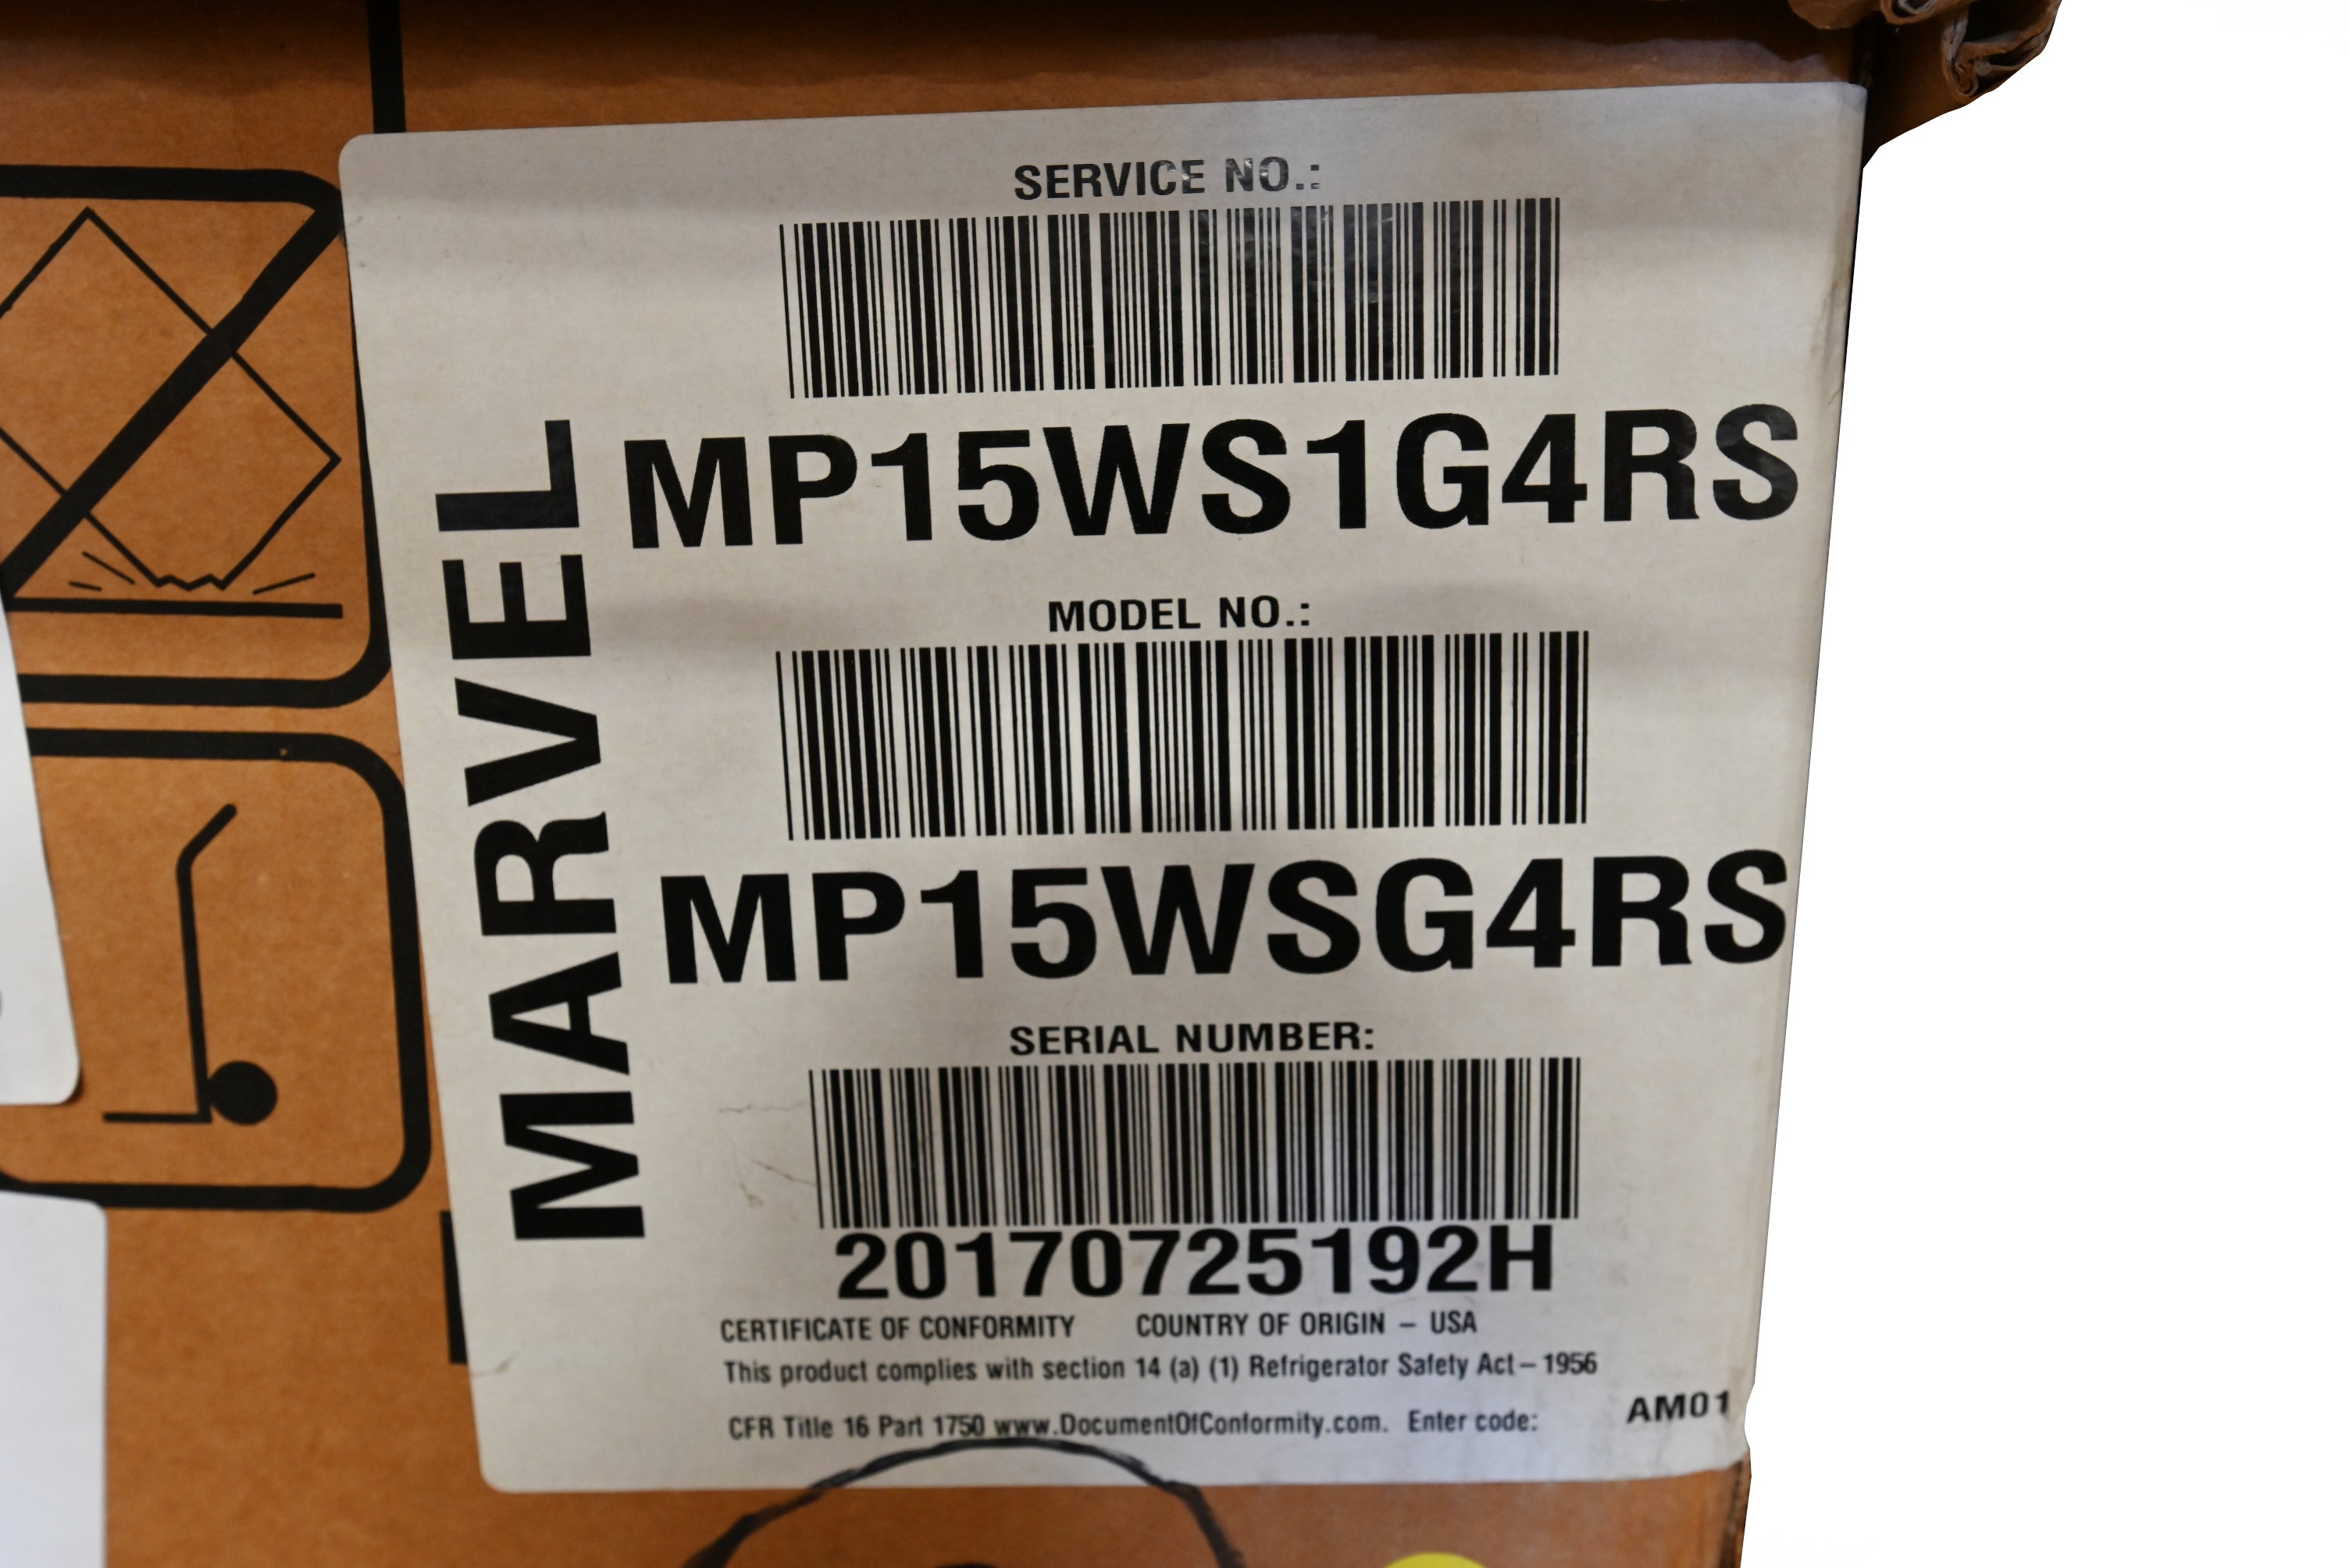 MARVEL
SERVICE NO.:
MP15WS1G4RS
MODEL NO.:
MP15WSG4RS
SERIAL NUMBER:
20170725192H
CERTIFICATE OF CONFORMITY COUNTRY OF ORIGIN – USA
This product complies with section 14 (a) (1) Refrigerator Safety Act – 1956
CFR Title 16 Part 1750 www.DocumentOfConformity.com. Enter code: AM01